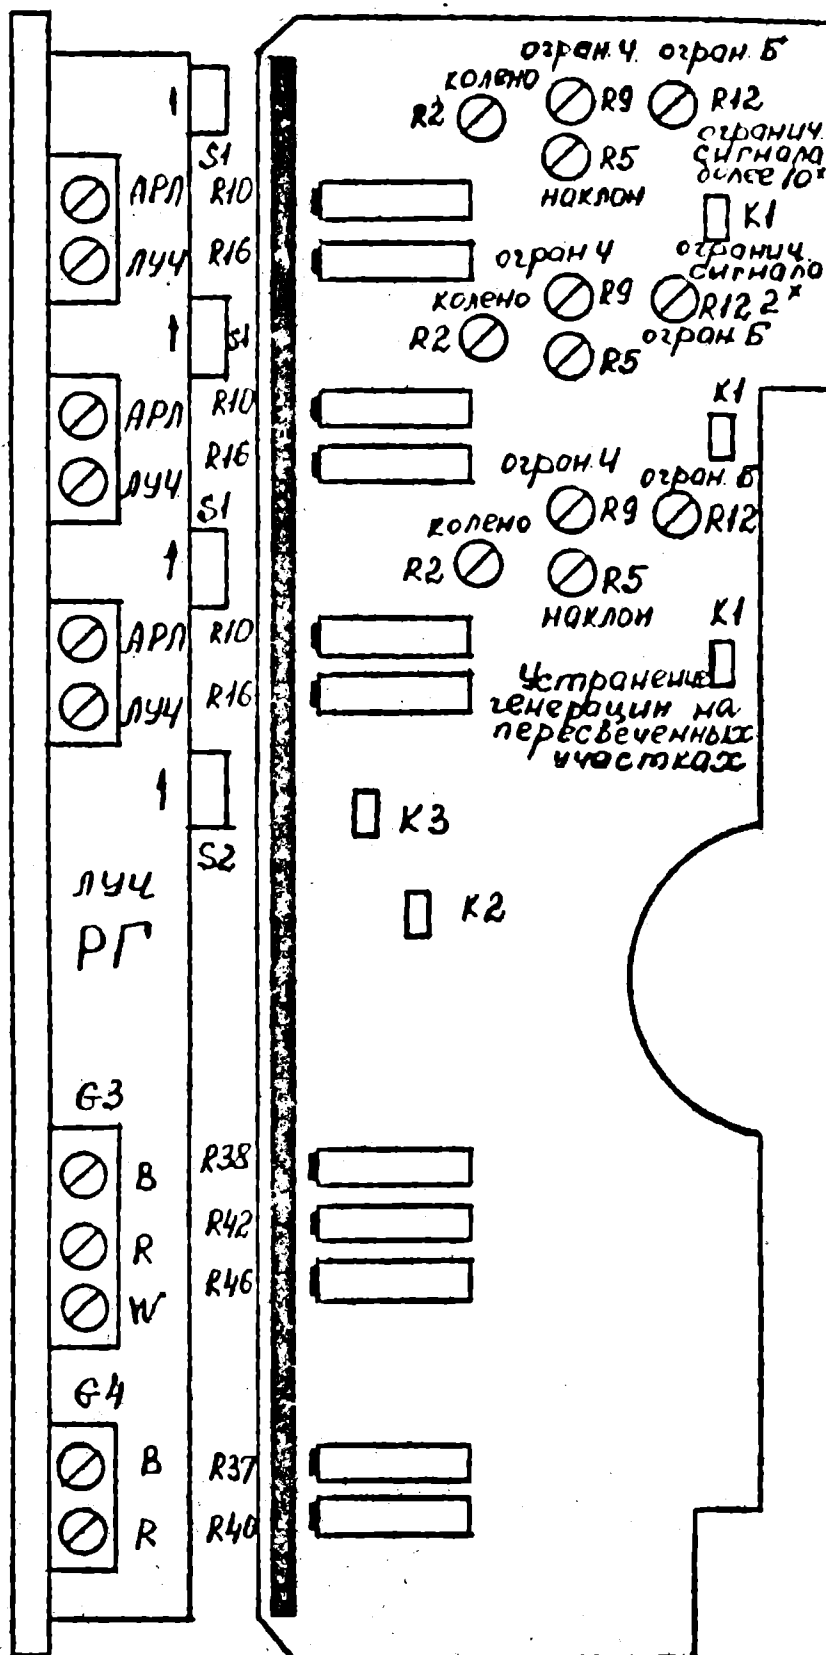 огран.Ч. огран.Б
колено
R2 R9 R12
S1
R5
огранич.
сигнала
более 10х
АРЛ R10
наклон
K1
ЛУЧ R16
огран Ч
огранич.
сигнала
колено R9 R12 2х
S1
R2 R5 огран Б
АРЛ R10
K1
ЛУЧ R16
огран.Ч огран. Б
S1
колено R9 R12
R2 R5
наклон K1
АРЛ R10
ЛУЧ R16
Устранение
генерации на
пересвеченных
участках
K3
S2
ЛУЧ
K2
РГ
G3
B R38
R R42
W R46
G4
B R37
R R40